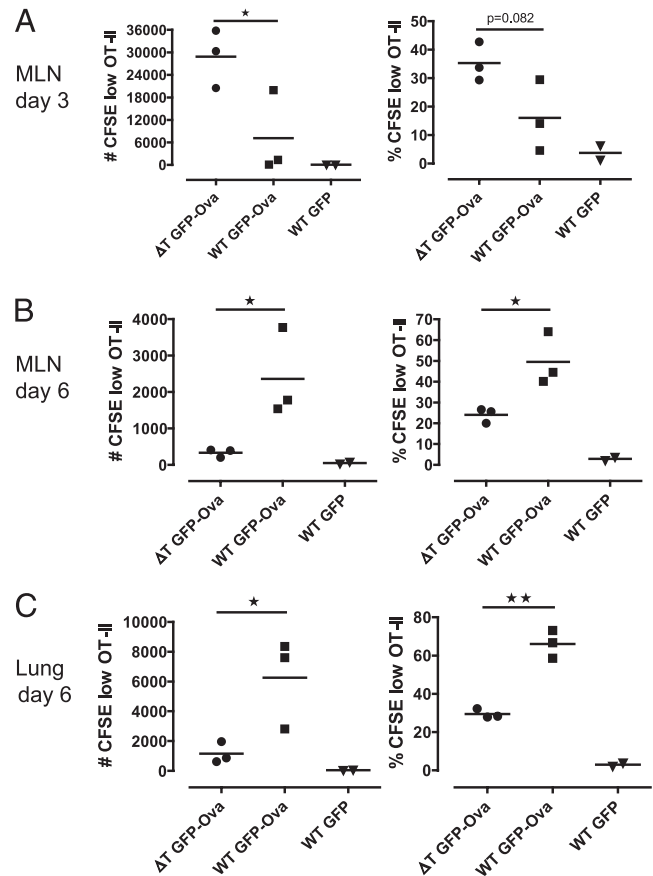 A
MLN
day 3
# CFSE low OT-II
36000
30000
24000
18000
12000
6000
0
★
ΔT GFP-Ova
WT GFP-Ova
WT GFP
% CFSE low OT-II
50
40
30
20
10
0
p=0.082
ΔT GFP-Ova
WT GFP-Ova
WT GFP
B
MLN
day 6
# CFSE low OT-II
4000
3000
2000
1000
0
★
ΔT GFP-Ova
WT GFP-Ova
WT GFP
% CFSE low OT-II
70
60
50
40
30
20
10
0
★
ΔT GFP-Ova
WT GFP-Ova
WT GFP
C
Lung
day 6
# CFSE low OT-II
10000
8000
6000
4000
2000
0
★
ΔT GFP-Ova
WT GFP-Ova
WT GFP
% CFSE low OT-II
80
60
40
20
0
★★
ΔT GFP-Ova
WT GFP-Ova
WT GFP